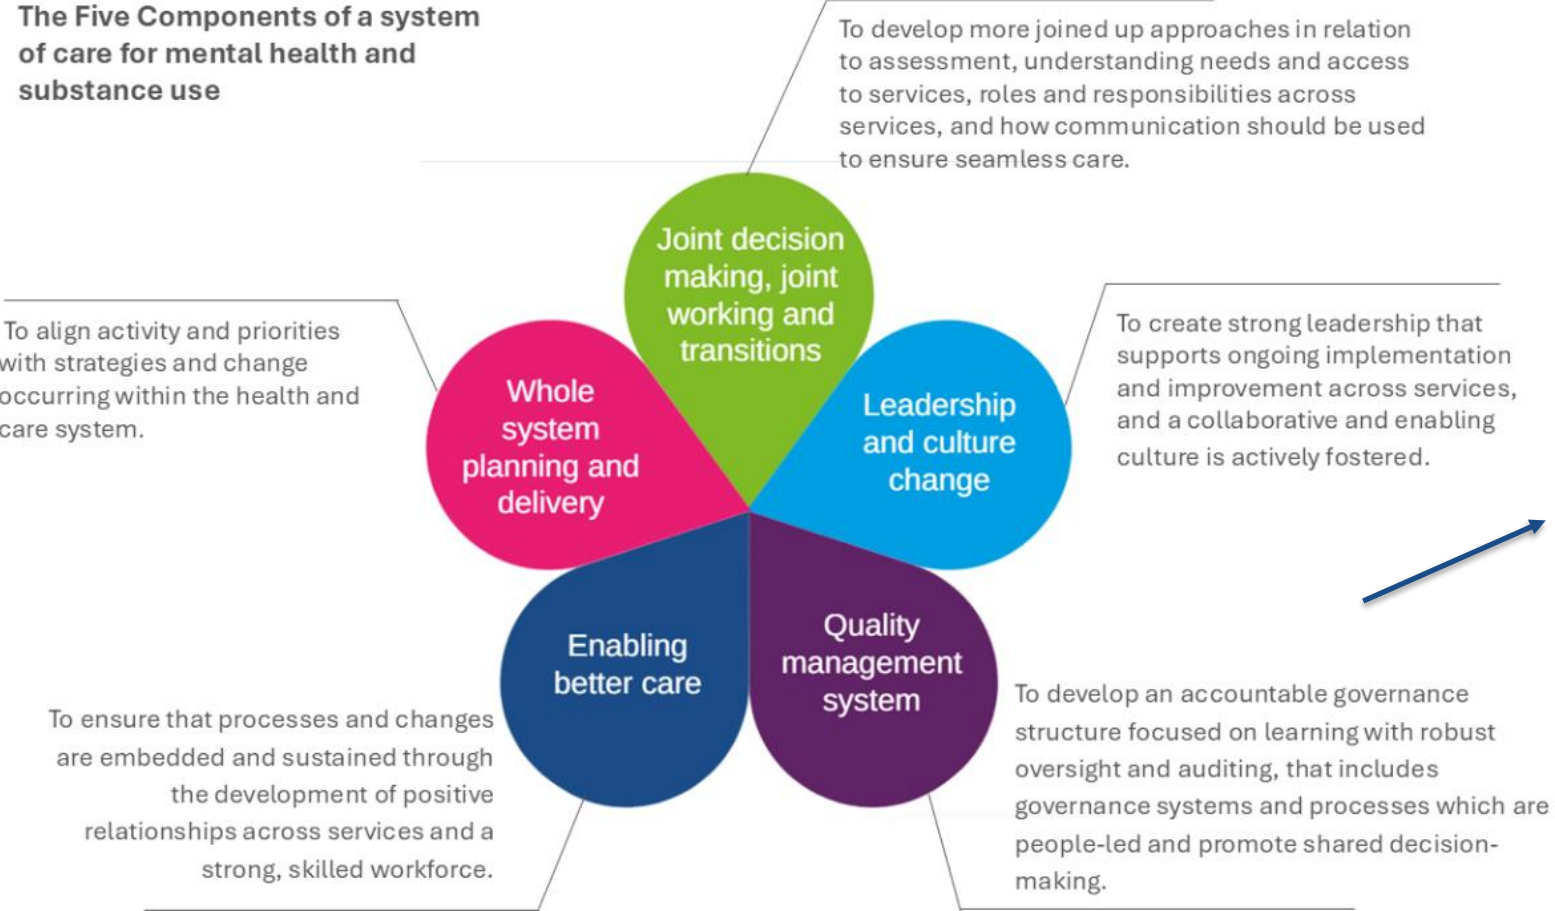 The Five Components of a system
of care for mental health and
substance use
To develop more joined up approaches in relation
to assessment, understanding needs and access
to services, roles and responsibilities across
services, and how communication should be used
to ensure seamless care.
Joint decision
making, joint
working and
transitions
To align activity and priorities
with strategies and change
occurring within the health and
care system.
Whole
system
planning and
delivery
Leadership
and culture
change
To create strong leadership that
supports ongoing implementation
and improvement across services,
and a collaborative and enabling
culture is actively fostered.
Enabling
better care
To ensure that processes and changes
are embedded and sustained through
the development of positive
relationships across services and a
strong, skilled workforce.
Quality
management
system
To develop an accountable governance
structure focused on learning with robust
oversight and auditing, that includes
governance systems and processes which are
people-led and promote shared decision-
making.